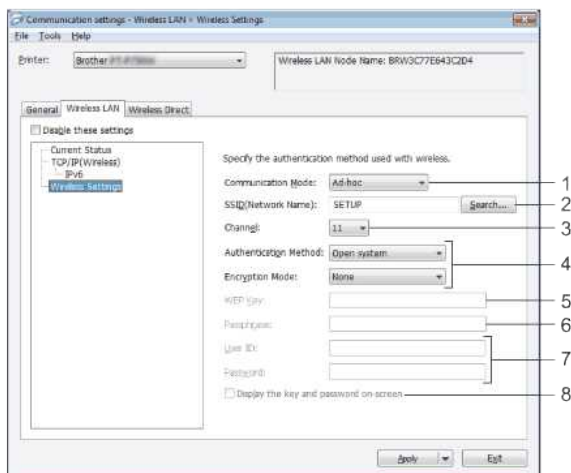 Communication settings - Wireless LAN > Wireless Settings
File Tools Help
Printer: Brother
Wireless LAN Node Name: BRW3C77E643C2D4
General Wireless LAN Wireless Direct
Disable these settings
Current Status
TCP/IP(Wireless)
IPv6
Wireless Settings
Specify the authentication method used with wireless.
Communication Mode: Ad-hoc 1
SSID(Network Name): SETUP Search... 2
Channel: 11 3
Authentication Method: Open system
4
Encryption Mode: None
WEP Key: 5
Passphrase: 6
User ID:
7
Password:
Display the key and password on-screen 8
Apply Exit